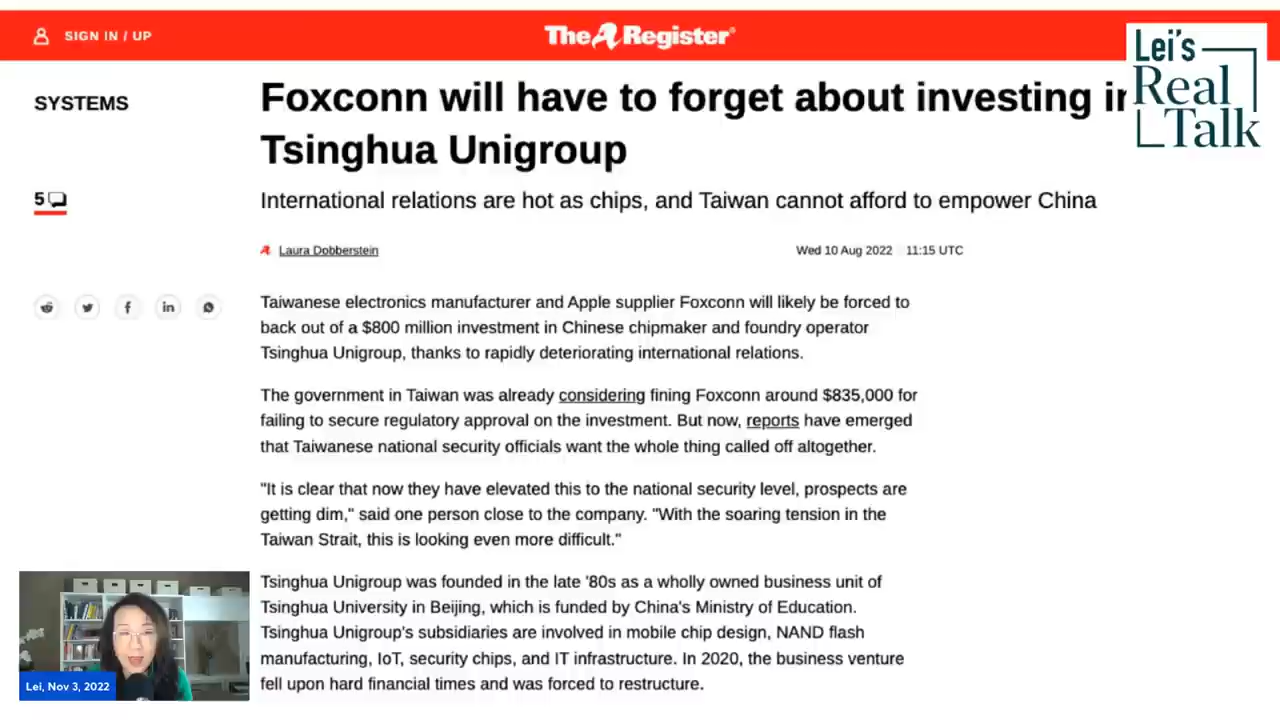 SIGN IN / UP
The Register
Lei's
Real
Talk
SYSTEMS
Foxconn will have to forget about investing in
Tsinghua Unigroup
5
International relations are hot as chips, and Taiwan cannot afford to empower China
Laura Dobberstein
Wed 10 Aug 2022 11:15 UTC
Taiwanese electronics manufacturer and Apple supplier Foxconn will likely be forced to
back out of a $800 million investment in Chinese chipmaker and foundry operator
Tsinghua Unigroup, thanks to rapidly deteriorating international relations.
The government in Taiwan was already considering fining Foxconn around $835,000 for
failing to secure regulatory approval on the investment. But now, reports have emerged
that Taiwanese national security officials want the whole thing called off altogether.
"It is clear that now they have elevated this to the national security level, prospects are
getting dim," said one person close to the company. "With the soaring tension in the
Taiwan Strait, this is looking even more difficult."
Tsinghua Unigroup was founded in the late '80s as a wholly owned business unit of
Tsinghua University in Beijing, which is funded by China's Ministry of Education.
Tsinghua Unigroup's subsidiaries are involved in mobile chip design, NAND flash
manufacturing, IoT, security chips, and IT infrastructure. In 2020, the business venture
fell upon hard financial times and was forced to restructure.
Lei, Nov 3, 2022